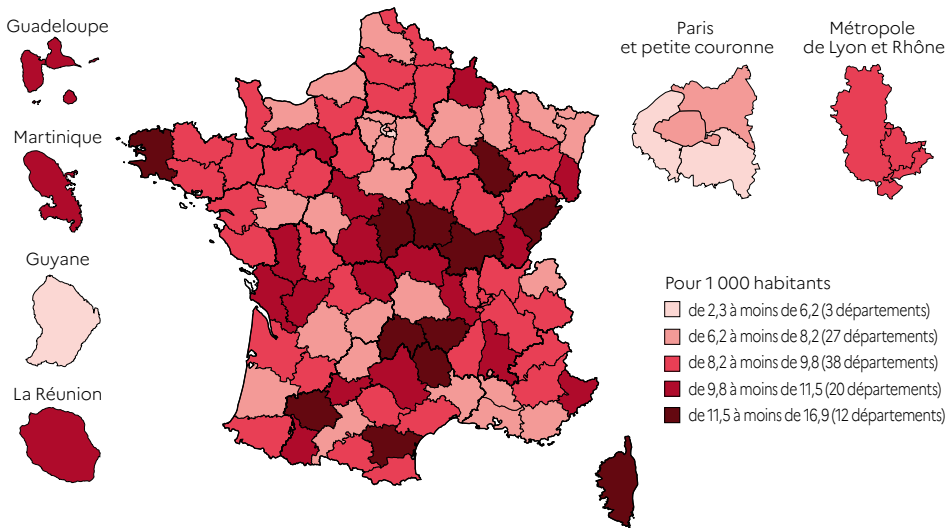 Guadeloupe
Martinique
Guyane
La Réunion
Paris
et petite couronne
Métropole
de Lyon et Rhône
Pour 1 000 habitants
de 2,3 à moins de 6,2 (3 départements)
de 6,2 à moins de 8,2 (27 départements)
de 8,2 à moins de 9,8 (38 départements)
de 9,8 à moins de 11,5 (20 départements)
de 11,5 à moins de 16,9 (12 départements)